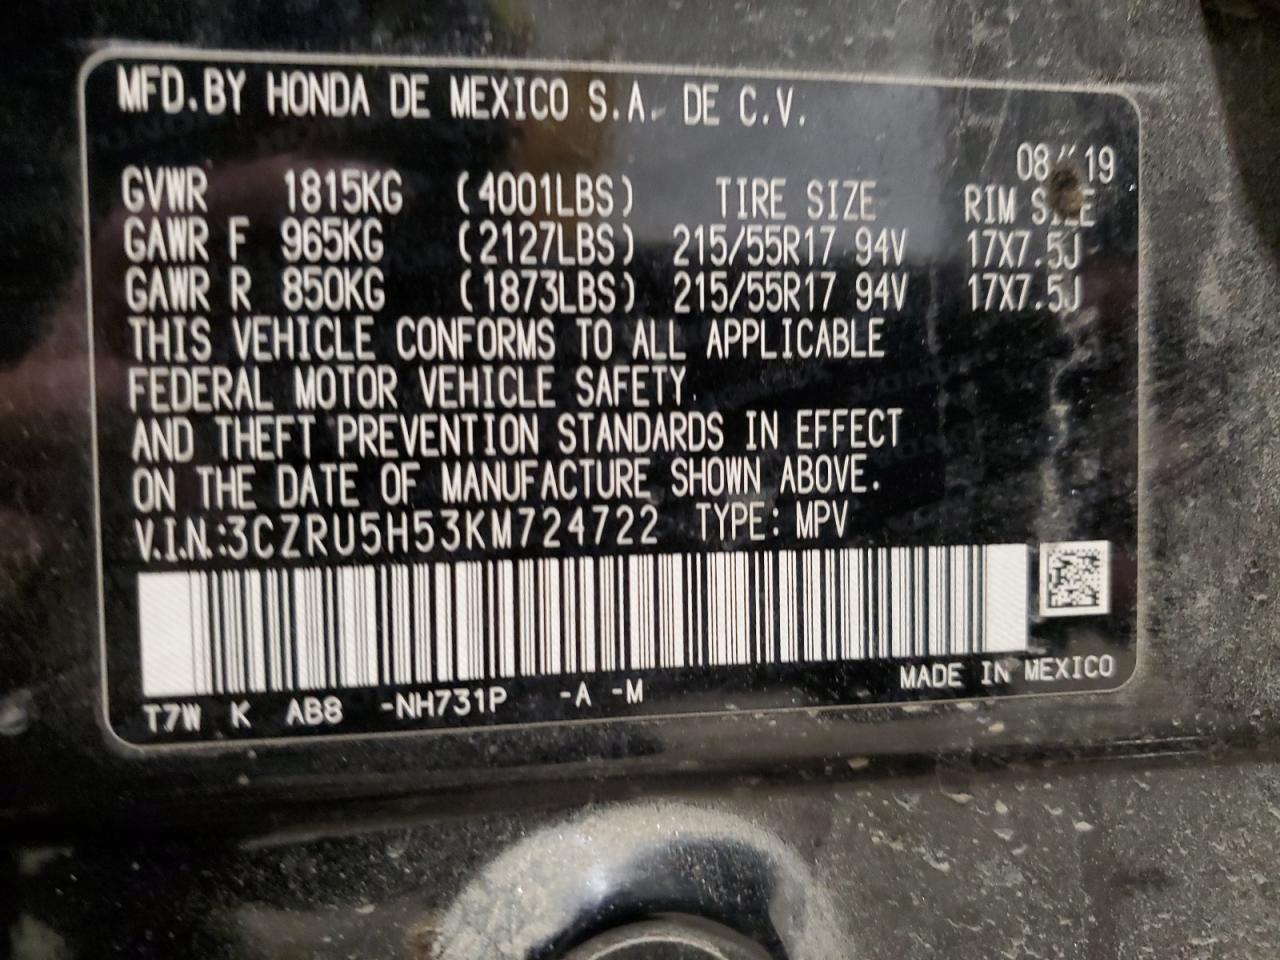 MFD.BY HONDA DE MEXICO S.A. DE C.V.
08/19
GVWR 1815KG (4001LBS) TIRE SIZE RIM SIZE
GAWR F 965KG (2127LBS) 215/55R17 94V 17X7.5J
GAWR R 850KG (1873LBS) 215/55R17 94V 17X7.5J
THIS VEHICLE CONFORMS TO ALL APPLICABLE
FEDERAL MOTOR VEHICLE SAFETY
AND THEFT PREVENTION STANDARDS IN EFFECT
ON THE DATE OF MANUFACTURE SHOWN ABOVE.
V.I.N.:3CZRU5H53KM724722 TYPE: MPV
T7W K AB8 -NH731P -A -M MADE IN MEXICO